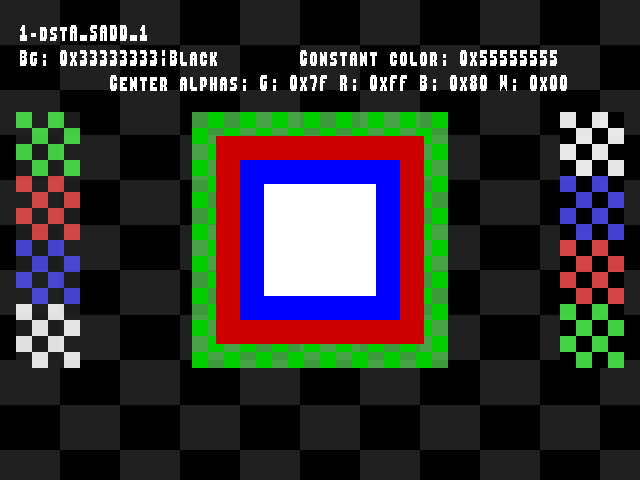 1-dstA_SADD_1
Bg: 0x33333333¦Black Constant color: 0x55555555
Center alphas: G: 0x7F R: 0xFF B: 0x80 W: 0x00